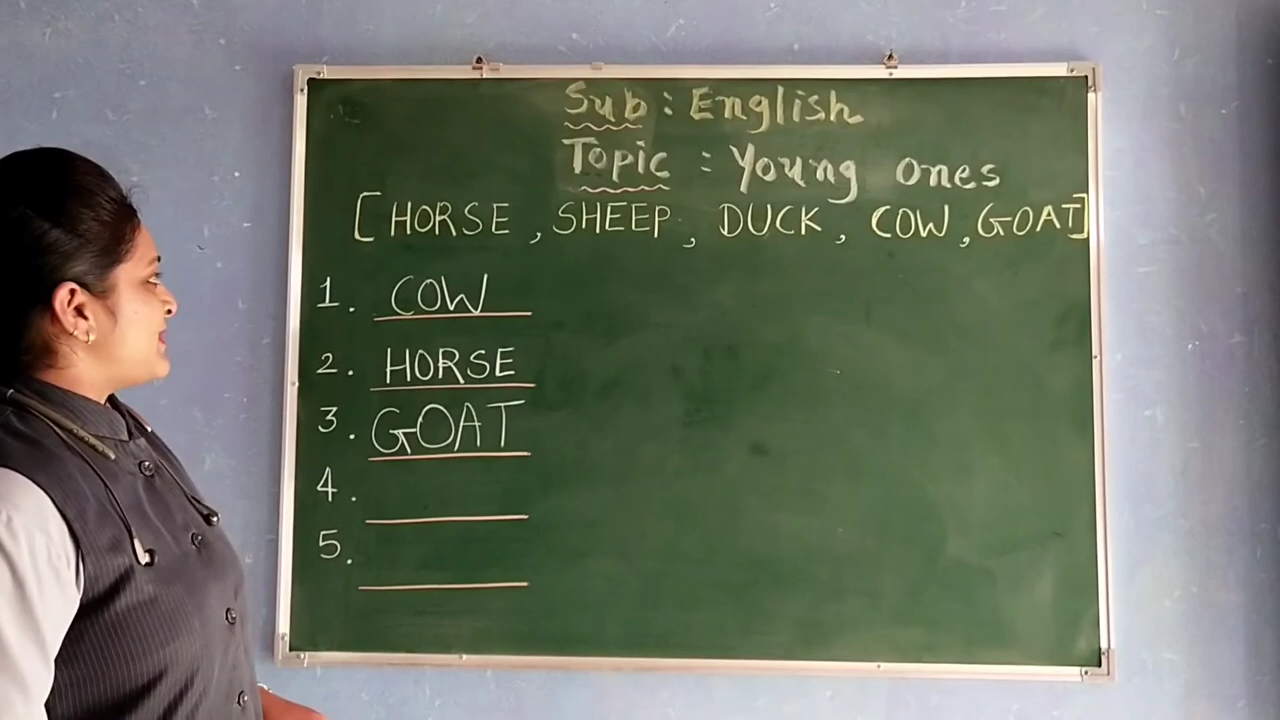 Sub : English
Topic : Young ones
[HORSE, SHEEP, DUCK, COW, GOAT]
1. COW
2. HORSE
3. GOAT
4.
5.